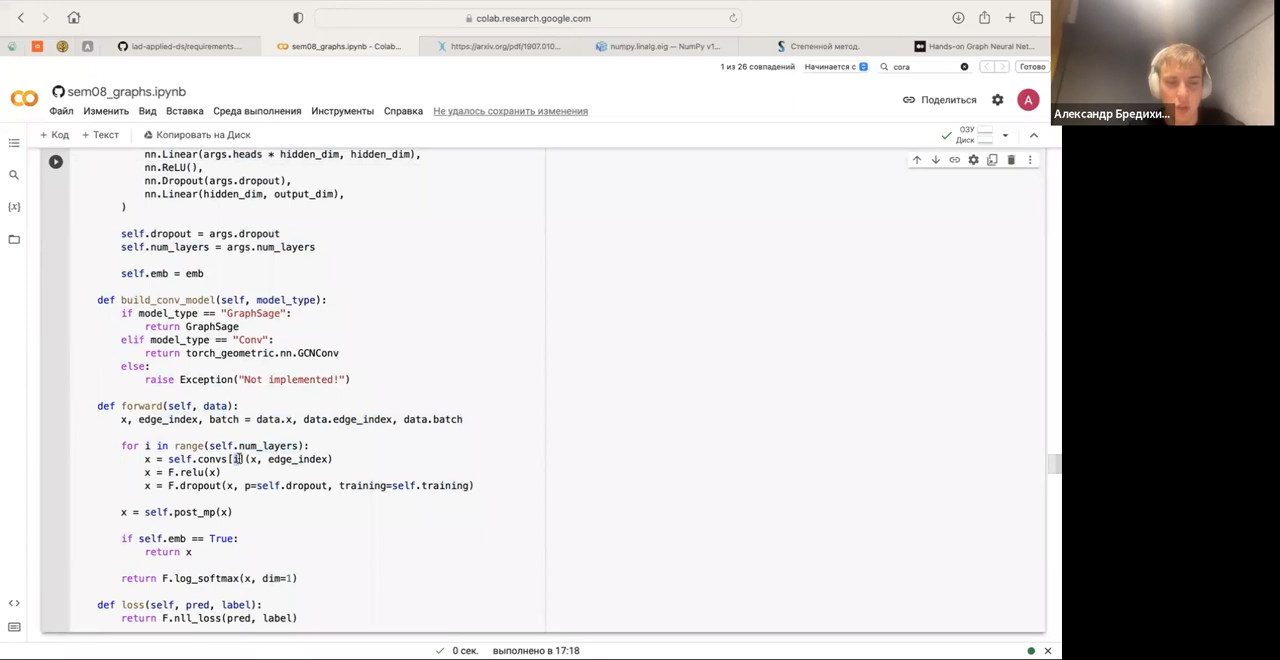 colab.research.google.com
iad-applied-ds/requirements....
sem08_graphs.ipynb - Colab...
https://arxiv.org/pdf/1907.010...
numpy.linalg.eig — NumPy v1...
Степенной метод.
Hands-on Graph Neural Net...
1 из 26 совпадений
Начинается с
cora
Готово
sem08_graphs.ipynb
Файл Изменить Вид Вставка Среда выполнения Инструменты Справка Не удалось сохранить изменения
Поделиться
A
+ Код + Текст Копировать на Диск
ОЗУ
Диск
nn.Linear(args.heads * hidden_dim, hidden_dim),
nn.ReLU(),
nn.Dropout(args.dropout),
nn.Linear(hidden_dim, output_dim),
)
self.dropout = args.dropout
self.num_layers = args.num_layers
self.emb = emb
def build_conv_model(self, model_type):
if model_type == "GraphSage":
return GraphSage
elif model_type == "Conv":
return torch_geometric.nn.GCNConv
else:
raise Exception("Not implemented!")
def forward(self, data):
x, edge_index, batch = data.x, data.edge_index, data.batch
for i in range(self.num_layers):
x = self.convs[i](x, edge_index)
x = F.relu(x)
x = F.dropout(x, p=self.dropout, training=self.training)
x = self.post_mp(x)
if self.emb == True:
return x
return F.log_softmax(x, dim=1)
def loss(self, pred, label):
return F.nll_loss(pred, label)
0 сек. выполнено в 17:18
Александр Бредихи...